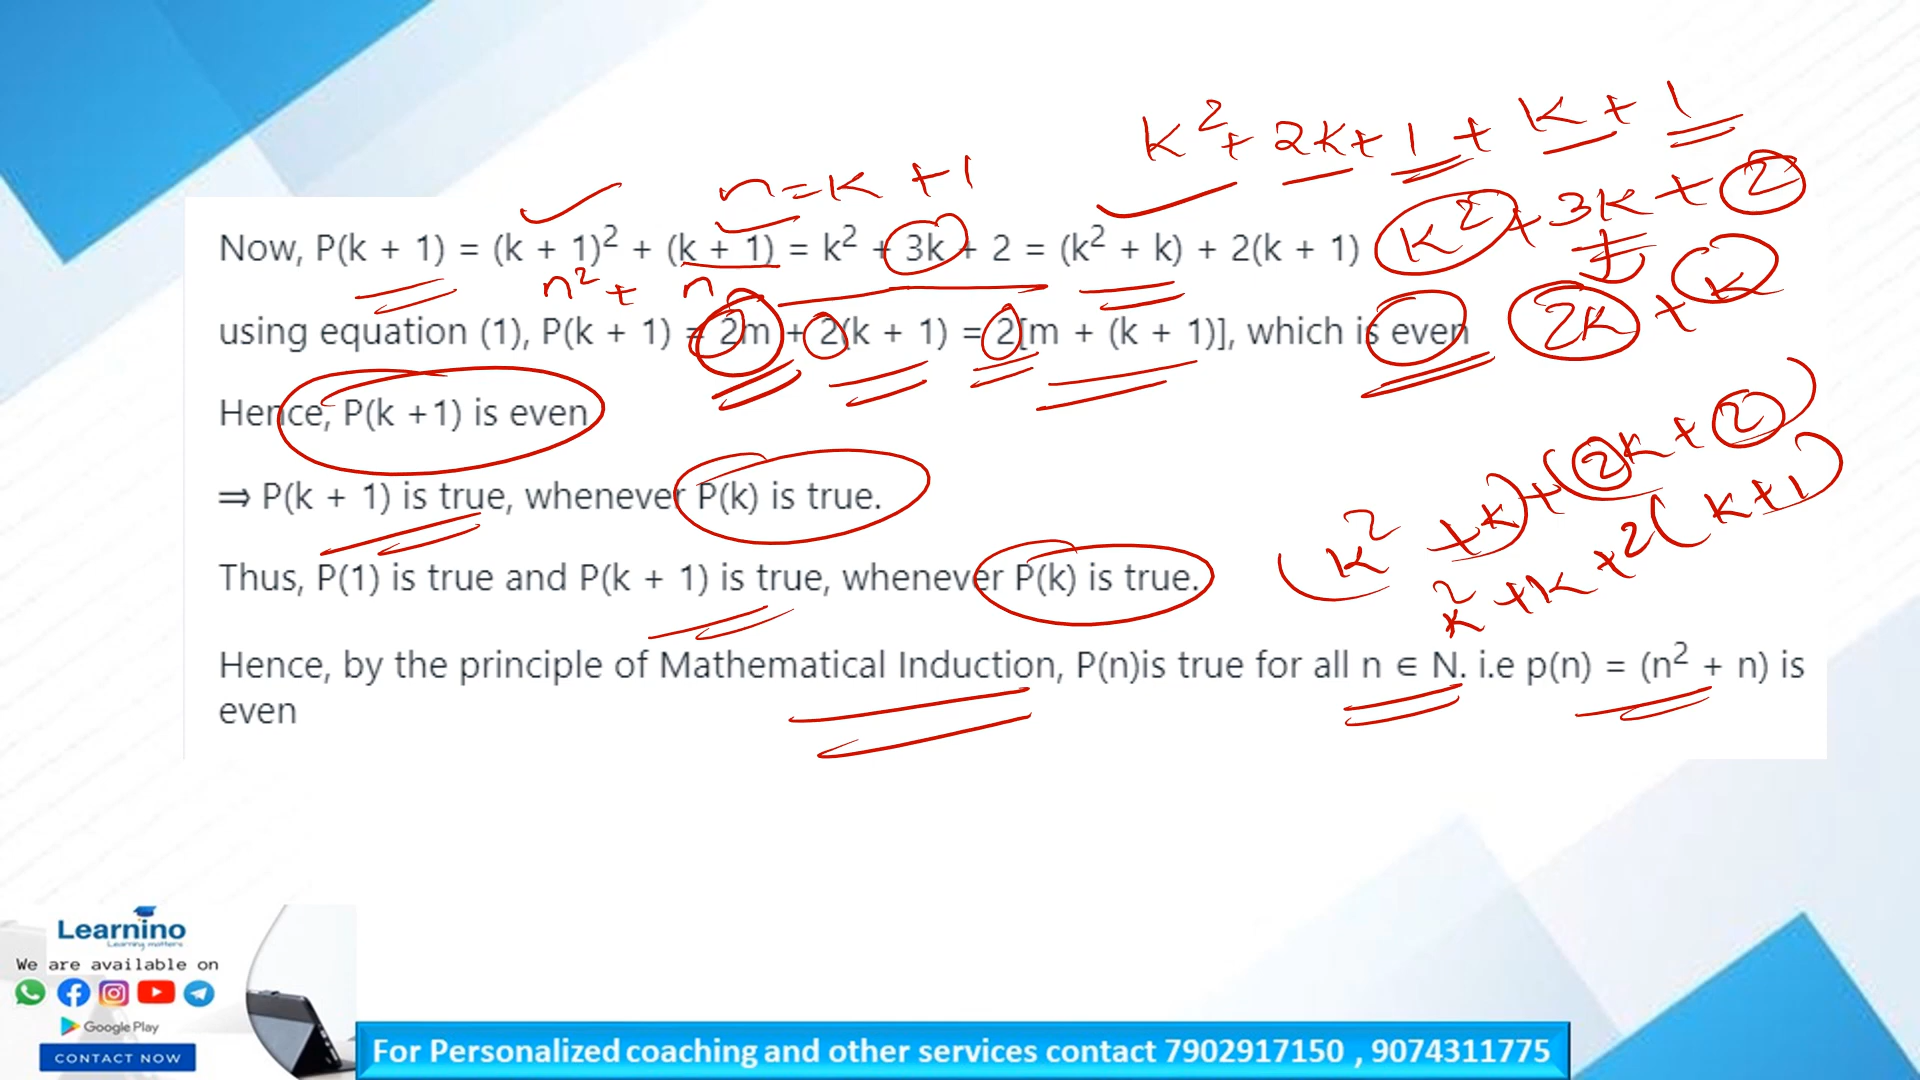 k² + 2k + 1 + k + 1
n = k + 1
k² + 3k + 2
Now, P(k + 1) = (k + 1)² + (k + 1) = k² + 3k + 2 = (k² + k) + 2(k + 1)
n² + n
2k + k
using equation (1), P(k + 1) = 2m + 2(k + 1) = 2[m + (k + 1)], which is even
Hence, P(k +1) is even
(k² + k) + (2k + 2)
⇒ P(k + 1) is true, whenever P(k) is true.
k² + k + 2(k + 1)
Thus, P(1) is true and P(k + 1) is true, whenever P(k) is true.
Hence, by the principle of Mathematical Induction, P(n)is true for all n ∈ N. i.e p(n) = (n² + n) is
even
Learnino
Learning matters
We are available on
Google Play
CONTACT NOW
For Personalized coaching and other services contact 7902917150 , 9074311775